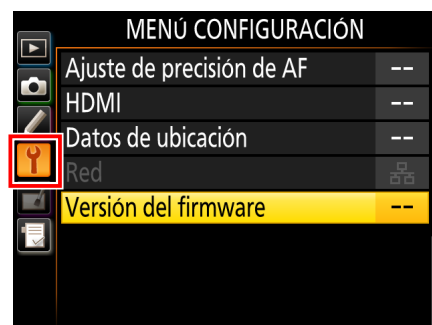 MENÚ CONFIGURACIÓN
Ajuste de precisión de AF --
HDMI --
Datos de ubicación --
Red
Versión del firmware --